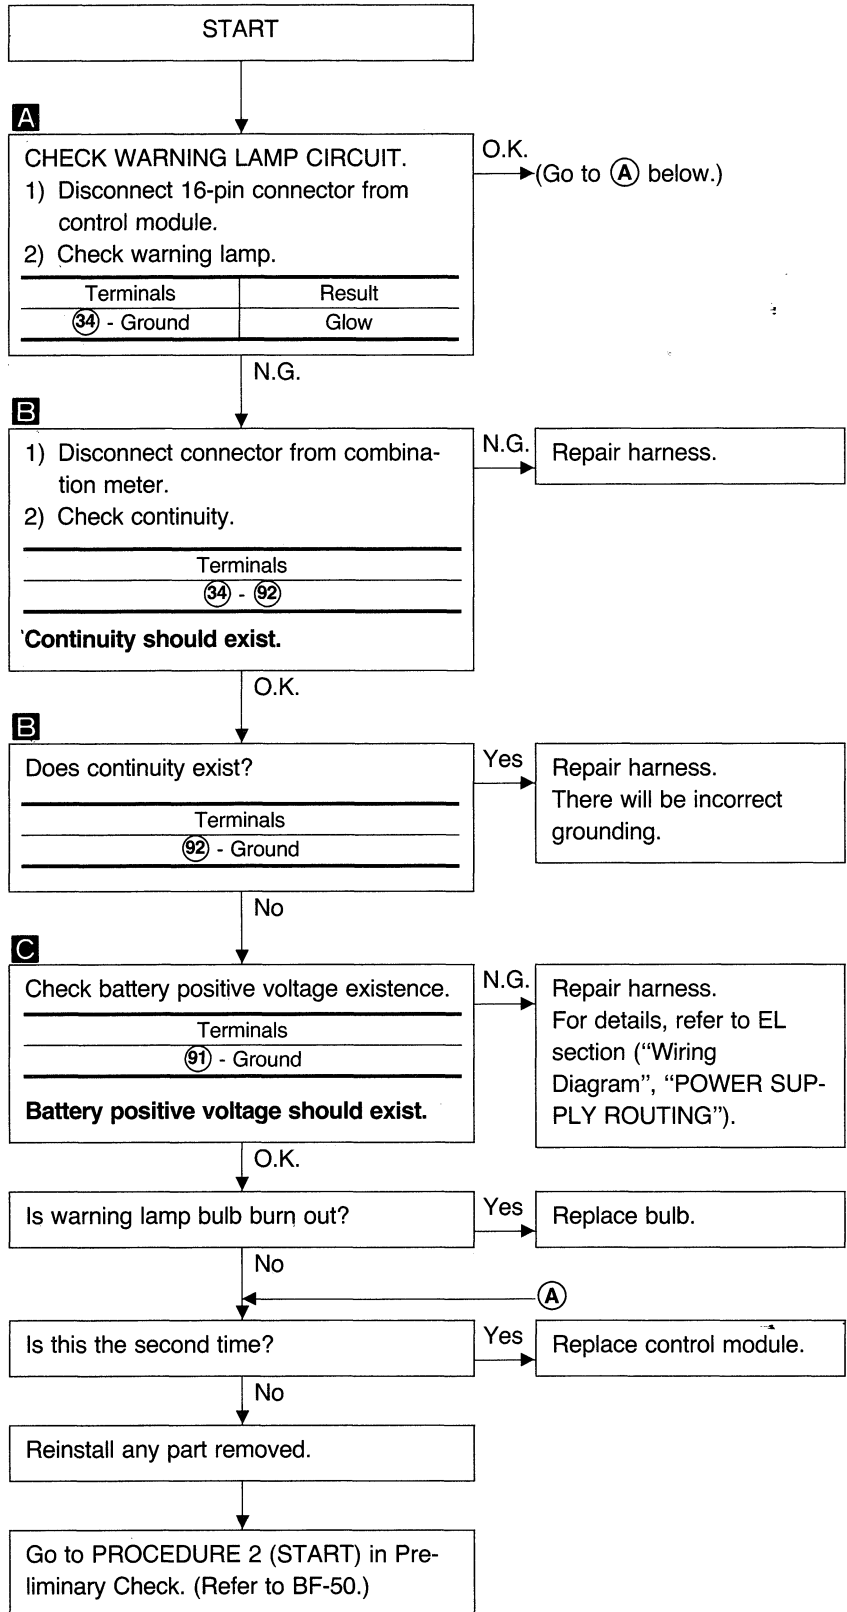 START
A
CHECK WARNING LAMP CIRCUIT.
1) Disconnect 16-pin connector from
control module.
2) Check warning lamp.
Terminals Result
34 - Ground Glow
O.K.
(Go to A below.)
N.G.
B
1) Disconnect connector from combina-
tion meter.
2) Check continuity.
Terminals
34 - 92
Continuity should exist.
N.G.
Repair harness.
O.K.
B
Does continuity exist?
Terminals
92 - Ground
Yes
Repair harness.
There will be incorrect
grounding.
No
C
Check battery positive voltage existence.
Terminals
91 - Ground
Battery positive voltage should exist.
N.G.
Repair harness.
For details, refer to EL
section (“Wiring
Diagram”, “POWER SUP-
PLY ROUTING”).
O.K.
Is warning lamp bulb burn out?
Yes
Replace bulb.
No
A
Is this the second time?
Yes
Replace control module.
No
Reinstall any part removed.
Go to PROCEDURE 2 (START) in Pre-
liminary Check. (Refer to BF-50.)